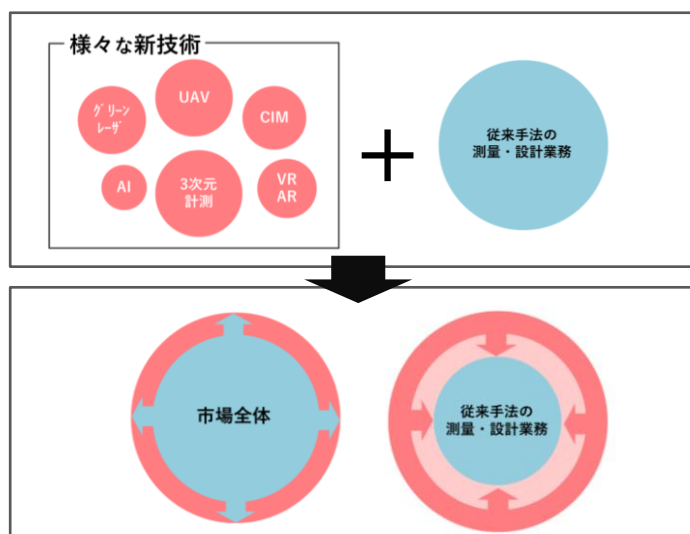 様々な新技術
グリーン
レーザ
UAV
CIM
AI
3次元
計測
VR
AR
+
従来手法の
測量・設計業務
市場全体
従来手法の
測量・設計業務